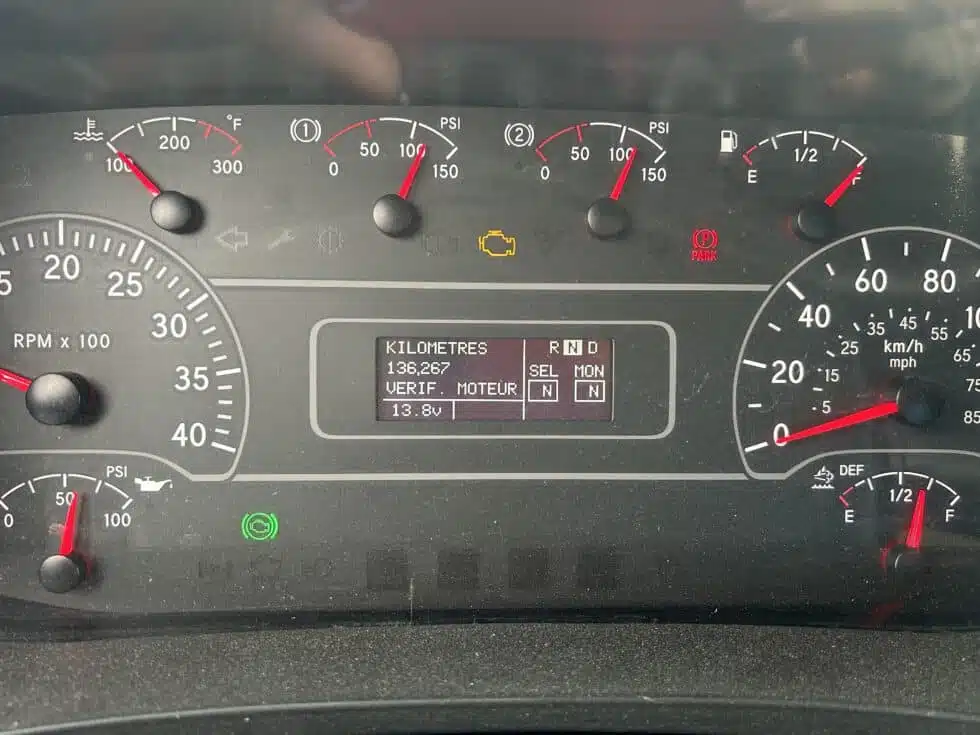 °F
100
200
300
1
PSI
0
50
100
150
2
PSI
0
50
100
150
E
1/2
F
P
PARK
20
25
30
35
40
RPM x 100
KILOMETRES
136,267
VERIF. MOTEUR
13.8v
R N D
SEL MON
N N
0
20
40
60
80
km/h
mph
5
15
25
35
45
55
65
85
PSI
0
50
100
DEF
E
1/2
F